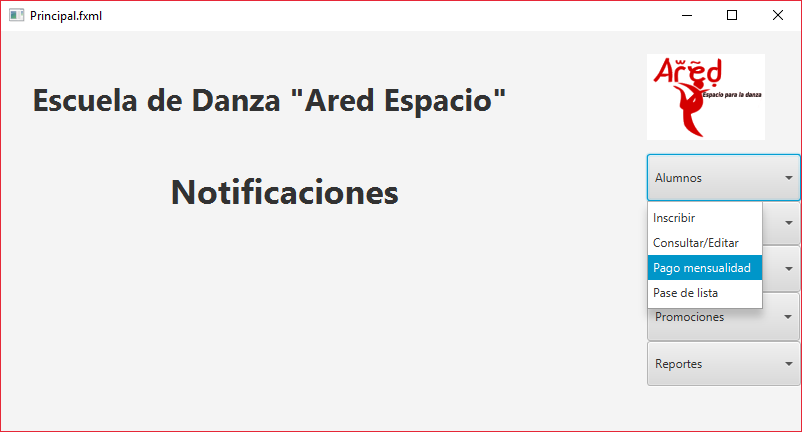 Principal.fxml
Escuela de Danza "Ared Espacio"
Notificaciones
Ared
Espacio para la danza
Alumnos
Inscribir
Consultar/Editar
Pago mensualidad
Pase de lista
Promociones
Reportes